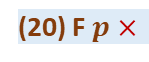 (20) F p ×